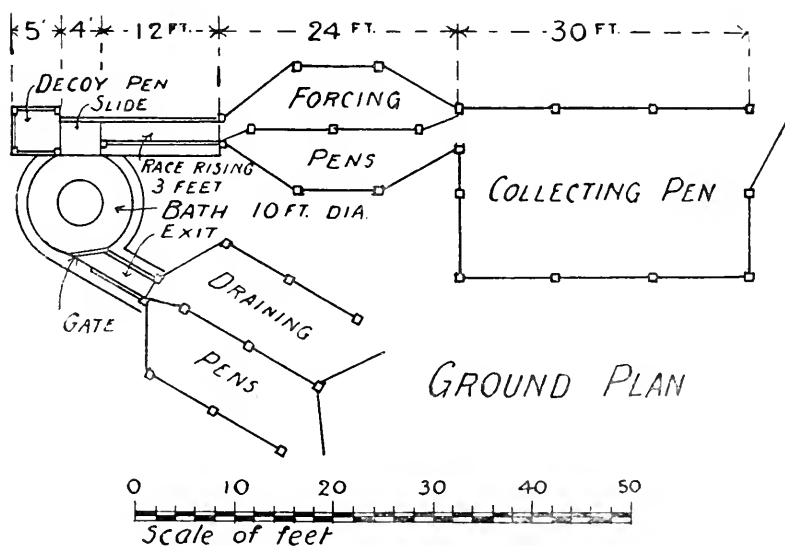 5' 4' 12 FT. 24 FT. 30 FT.
DECOY PEN
SLIDE
FORCING
PENS
RACE RISING
3 FEET
COLLECTING PEN
BATH 10 FT. DIA.
EXIT
DRAINING
PENS
GATE
GROUND PLAN
0 10 20 30 40 50
Scale of feet